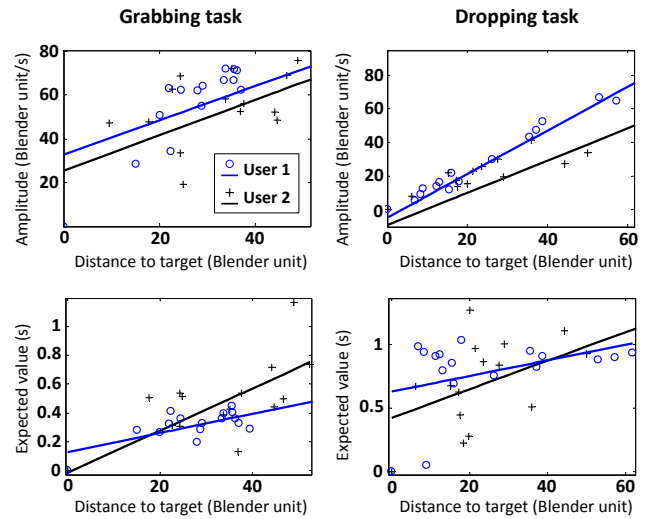 Grabbing task
Dropping task
Amplitude (Blender unit/s)
80
60
40
20
0
20
40
Distance to target (Blender unit)
User 1
User 2
Amplitude (Blender unit/s)
80
60
40
20
0
0
20
40
60
Distance to target (Blender unit)
Expected value (s)
1
0.8
0.6
0.4
0.2
0
0
20
40
Distance to target (Blender unit)
Expected value (s)
1
0.5
0
0
20
40
60
Distance to target (Blender unit)